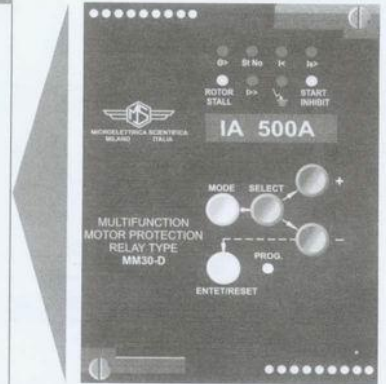 O> St No I< Is>
ROTOR STALL I>> START INHIBIT
MS
MICROELETTRICA SCIENTIFICA
MILANO ITALIA
IA 500A
MODE SELECT +
MULTIFUNCTION
MOTOR PROTECTION
RELAY TYPE
MM30-D
−
PROG.
ENTET/RESET